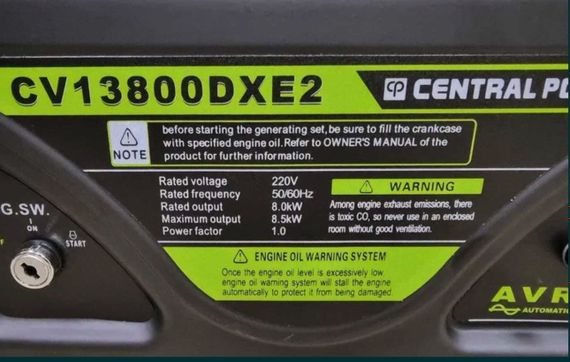 CV13800DXE2
CP CENTRAL
NOTE
before starting the generating set,be sure to fill the crankcase
with specified engine oil.Refer to OWNER'S MANUAL of the
product for further information.
Rated voltage 220V
Rated frequency 50/60Hz
Rated output 8.0kW
Maximum output 8.5kW
Power factor 1.0
WARNING
Among engine exhaust emissions, there
is toxic CO, so never use in an enclosed
room without good ventilation.
G.SW.
I
ON
START
ENGINE OIL WARNING SYSTEM
Once the engine oil level is excessively low,
engine oil warning system will stall the engine
automatically to protect it from being damaged.
AVR
AUTOMATIC